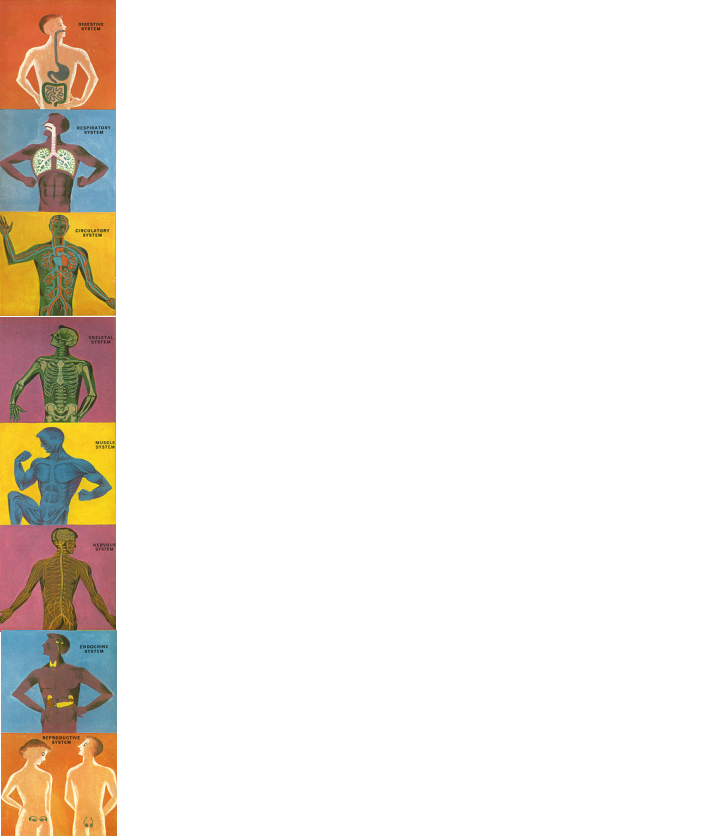 DIGESTIVE
SYSTEM
RESPIRATORY
SYSTEM
CIRCULATORY
SYSTEM
SKELETAL
SYSTEM
MUSCLE
SYSTEM
NERVOUS
SYSTEM
ENDOCRINE
SYSTEM
REPRODUCTIVE
SYSTEM